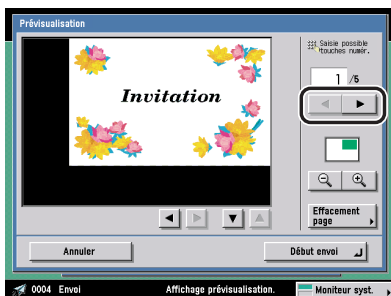 Prévisualisation
Saisie possible
touches numér.
1 /5
Invitation
Effacement
page
Annuler
Début envoi
0004 Envoi
Affichage prévisualisation.
Moniteur syst.